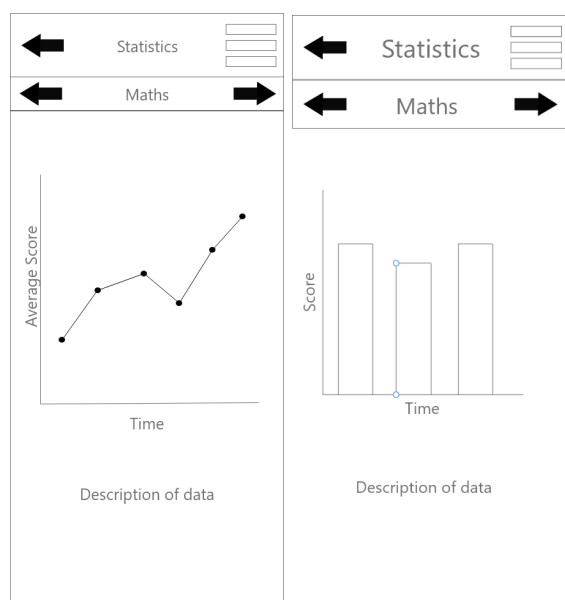 Statistics
Maths
Average Score
Time
Description of data
Statistics
Maths
Score
Time
Description of data